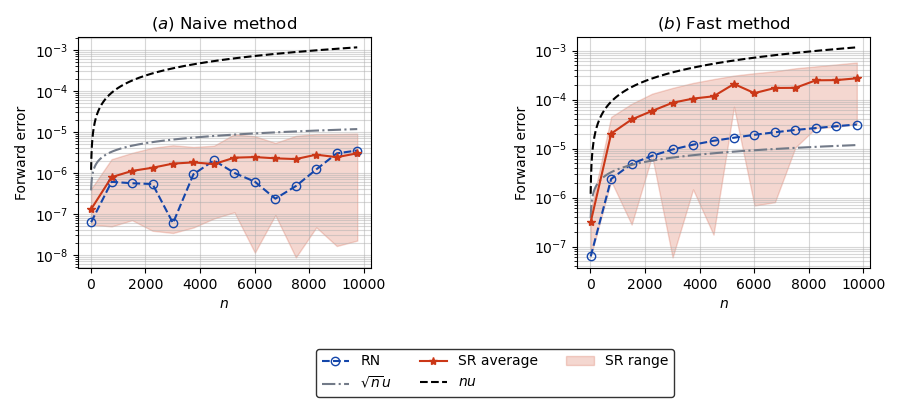 (a) Naive method
(b) Fast method
Forward error
10⁻³
10⁻⁴
10⁻⁵
10⁻⁶
10⁻⁷
10⁻⁸
0 2000 4000 6000 8000 10000
n
Forward error
10⁻³
10⁻⁴
10⁻⁵
10⁻⁶
10⁻⁷
0 2000 4000 6000 8000 10000
n
RN SR average SR range
√n u nu